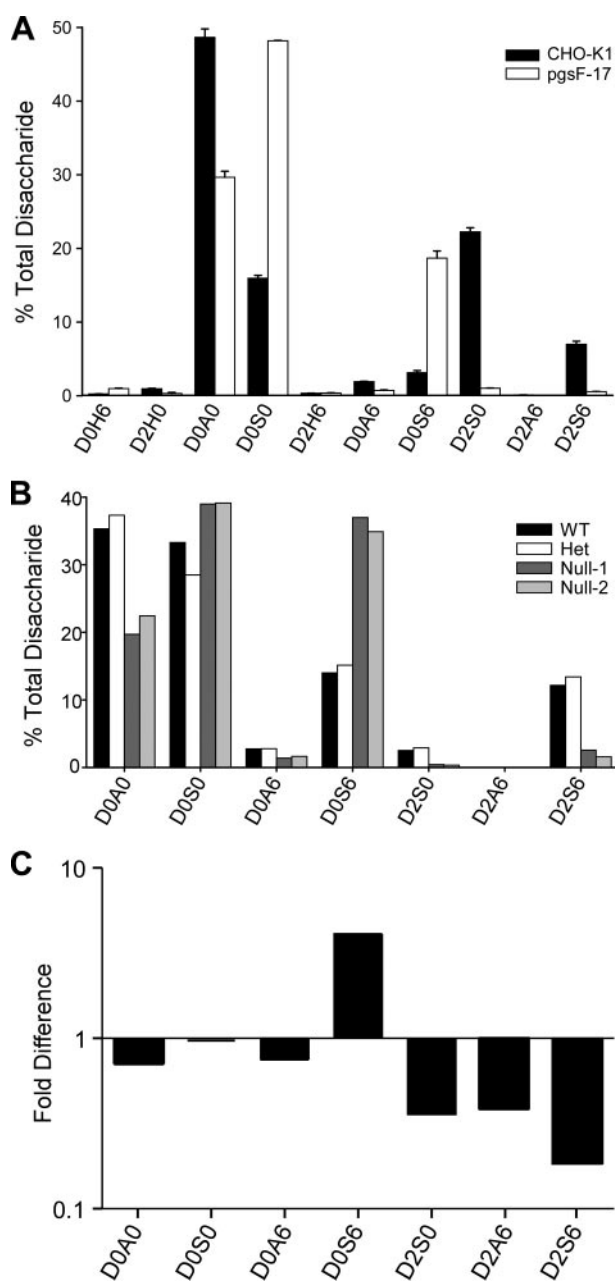 A
% Total Disaccharide
50
40
30
20
10
0
CHO-K1
pgsF-17
D0H6
D2H0
D0A0
D0S0
D2H6
D0A6
D0S6
D2S0
D2A6
D2S6
B
% Total Disaccharide
40
30
20
10
0
WT
Het
Null-1
Null-2
D0A0
D0S0
D0A6
D0S6
D2S0
D2A6
D2S6
C
Fold Difference
10
1
0.1
D0A0
D0S0
D0A6
D0S6
D2S0
D2A6
D2S6